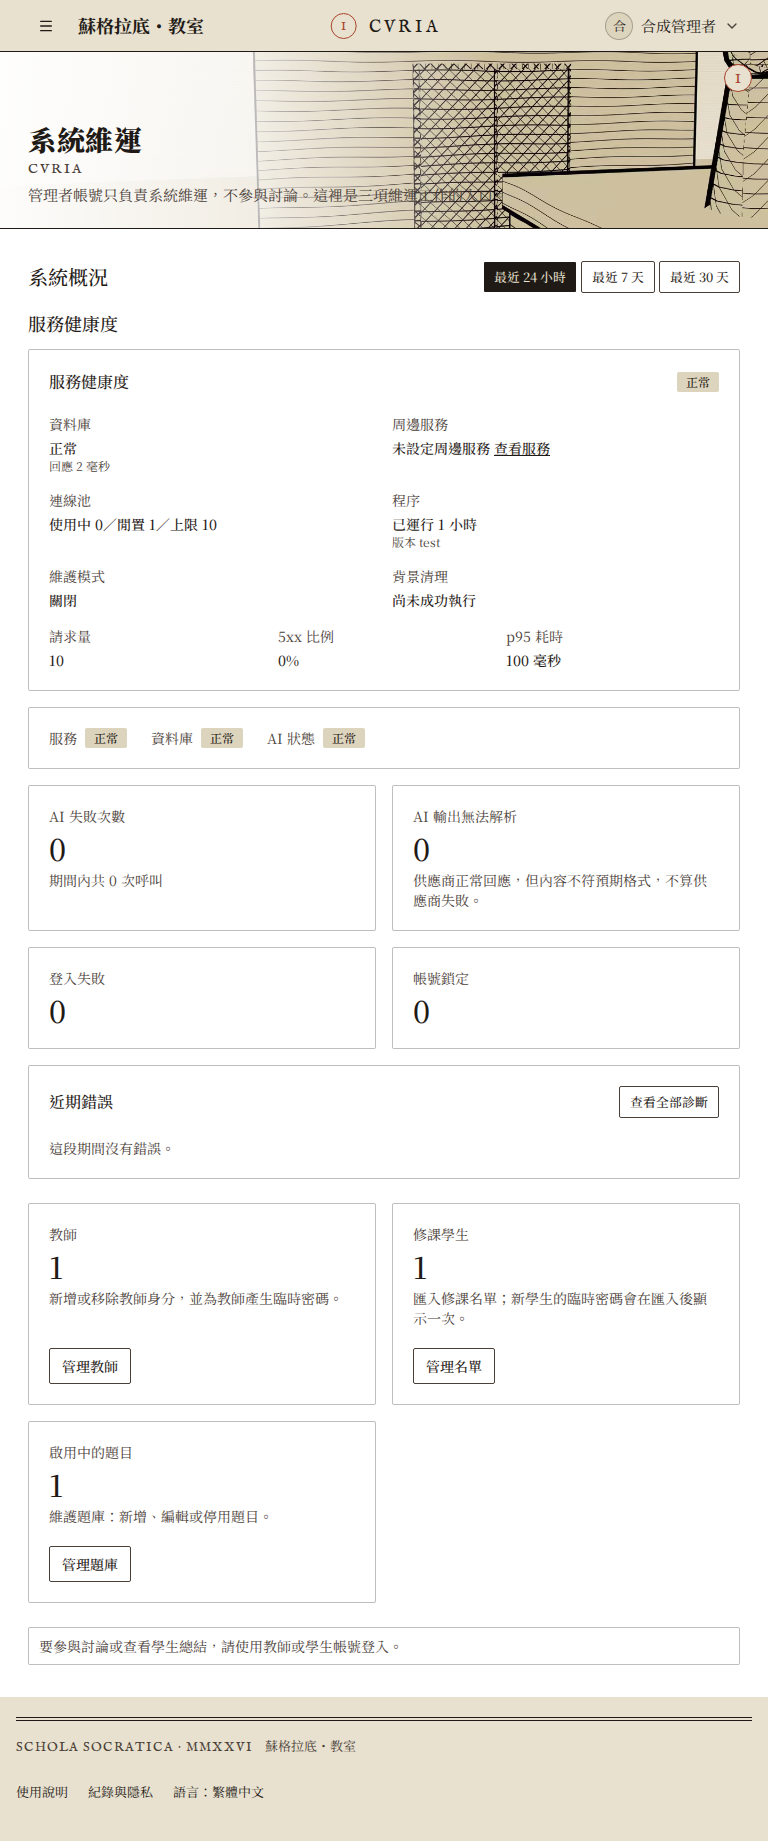 蘇格拉底・教室
I CVRIA
合 合成管理者
I
系統維運
CVRIA
管理者帳號只負責系統維運，不參與討論。這裡是三項維運工作的入口。
系統概況
最近 24 小時 最近 7 天 最近 30 天
服務健康度
服務健康度 正常
資料庫 周邊服務
正常 未設定周邊服務 查看服務
回應 2 毫秒
連線池 程序
使用中 0／閒置 1／上限 10 已運行 1 小時
版本 test
維護模式 背景清理
關閉 尚未成功執行
請求量 5xx 比例 p95 耗時
10 0% 100 毫秒
服務 正常 資料庫 正常 AI 狀態 正常
AI 失敗次數
0
期間內共 0 次呼叫
AI 輸出無法解析
0
供應商正常回應，但內容不符預期格式，不算供
應商失敗。
登入失敗
0
帳號鎖定
0
近期錯誤 查看全部診斷
這段期間沒有錯誤。
教師
1
新增或移除教師身分，並為教師產生臨時密碼。
管理教師
修課學生
1
匯入修課名單；新學生的臨時密碼會在匯入後顯
示一次。
管理名單
啟用中的題目
1
維護題庫：新增、編輯或停用題目。
管理題庫
要參與討論或查看學生總結，請使用教師或學生帳號登入。
SCHOLA SOCRATICA · MMXXVI 蘇格拉底・教室
使用說明 紀錄與隱私 語言：繁體中文